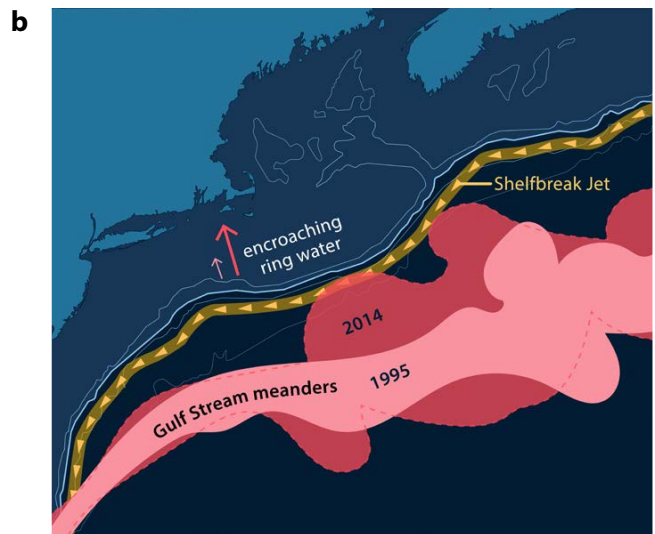 b
Shelfbreak Jet
encroaching
ring water
2014
1995
Gulf Stream meanders